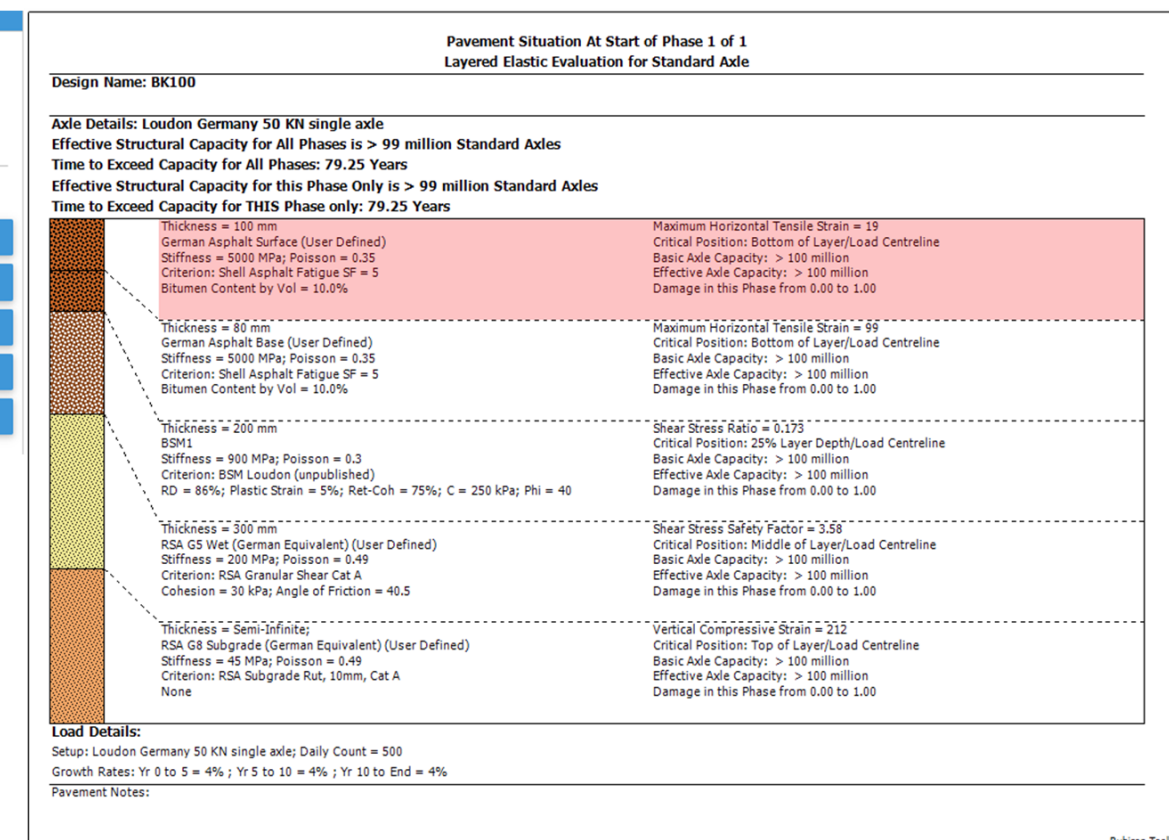 Pavement Situation At Start of Phase 1 of 1
Layered Elastic Evaluation for Standard Axle
Design Name: BK100
Axle Details: Loudon Germany 50 KN single axle
Effective Structural Capacity for All Phases is > 99 million Standard Axles
Time to Exceed Capacity for All Phases: 79.25 Years
Effective Structural Capacity for this Phase Only is > 99 million Standard Axles
Time to Exceed Capacity for THIS Phase only: 79.25 Years
Thickness = 100 mm
German Asphalt Surface (User Defined)
Stiffness = 5000 MPa; Poisson = 0.35
Criterion: Shell Asphalt Fatigue SF = 5
Bitumen Content by Vol = 10.0%
Maximum Horizontal Tensile Strain = 19
Critical Position: Bottom of Layer/Load Centreline
Basic Axle Capacity: > 100 million
Effective Axle Capacity: > 100 million
Damage in this Phase from 0.00 to 1.00
Thickness = 80 mm
German Asphalt Base (User Defined)
Stiffness = 5000 MPa; Poisson = 0.35
Criterion: Shell Asphalt Fatigue SF = 5
Bitumen Content by Vol = 10.0%
Maximum Horizontal Tensile Strain = 99
Critical Position: Bottom of Layer/Load Centreline
Basic Axle Capacity: > 100 million
Effective Axle Capacity: > 100 million
Damage in this Phase from 0.00 to 1.00
Thickness = 200 mm
BSM1
Stiffness = 900 MPa; Poisson = 0.3
Criterion: BSM Loudon (unpublished)
RD = 86%; Plastic Strain = 5%; Ret-Coh = 75%; C = 250 kPa; Phi = 40
Shear Stress Ratio = 0.173
Critical Position: 25% Layer Depth/Load Centreline
Basic Axle Capacity: > 100 million
Effective Axle Capacity: > 100 million
Damage in this Phase from 0.00 to 1.00
Thickness = 300 mm
RSA G5 Wet (German Equivalent) (User Defined)
Stiffness = 200 MPa; Poisson = 0.49
Criterion: RSA Granular Shear Cat A
Cohesion = 30 kPa; Angle of Friction = 40.5
Shear Stress Safety Factor = 3.58
Critical Position: Middle of Layer/Load Centreline
Basic Axle Capacity: > 100 million
Effective Axle Capacity: > 100 million
Damage in this Phase from 0.00 to 1.00
Thickness = Semi-Infinite;
RSA G8 Subgrade (German Equivalent) (User Defined)
Stiffness = 45 MPa; Poisson = 0.49
Criterion: RSA Subgrade Rut, 10mm, Cat A
None
Vertical Compressive Strain = 212
Critical Position: Top of Layer/Load Centreline
Basic Axle Capacity: > 100 million
Effective Axle Capacity: > 100 million
Damage in this Phase from 0.00 to 1.00
Load Details:
Setup: Loudon Germany 50 KN single axle; Daily Count = 500
Growth Rates: Yr 0 to 5 = 4% ; Yr 5 to 10 = 4% ; Yr 10 to End = 4%
Pavement Notes: